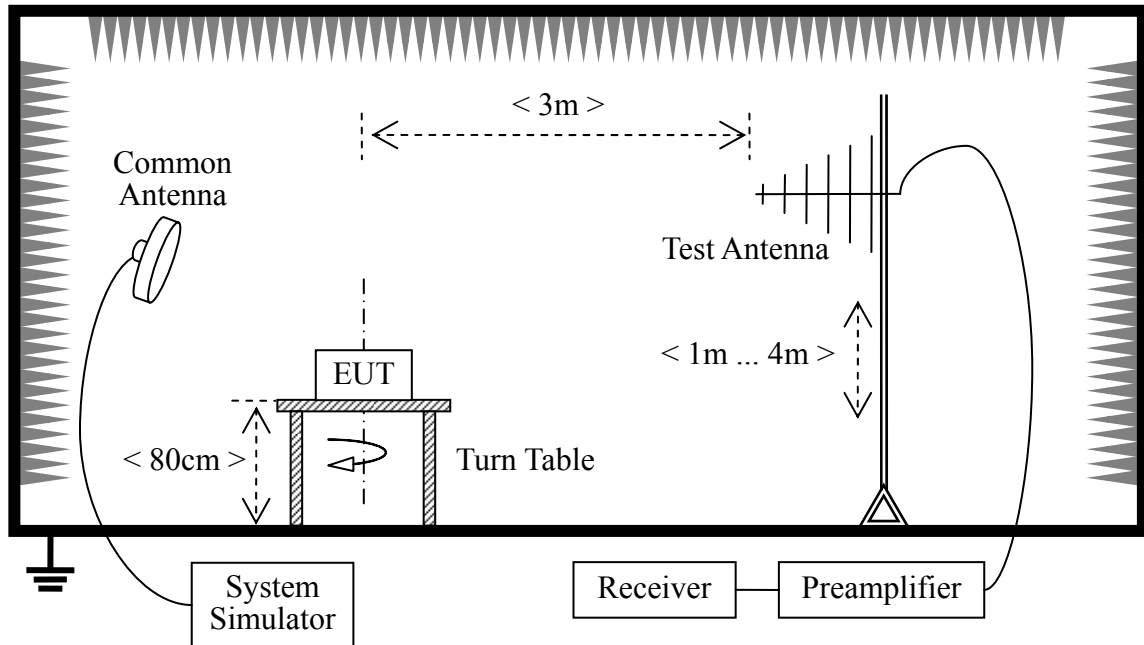 < 3m >
Common
Antenna
Test Antenna
< 1m ... 4m >
EUT
< 80cm >
Turn Table
System
Simulator
Receiver
Preamplifier